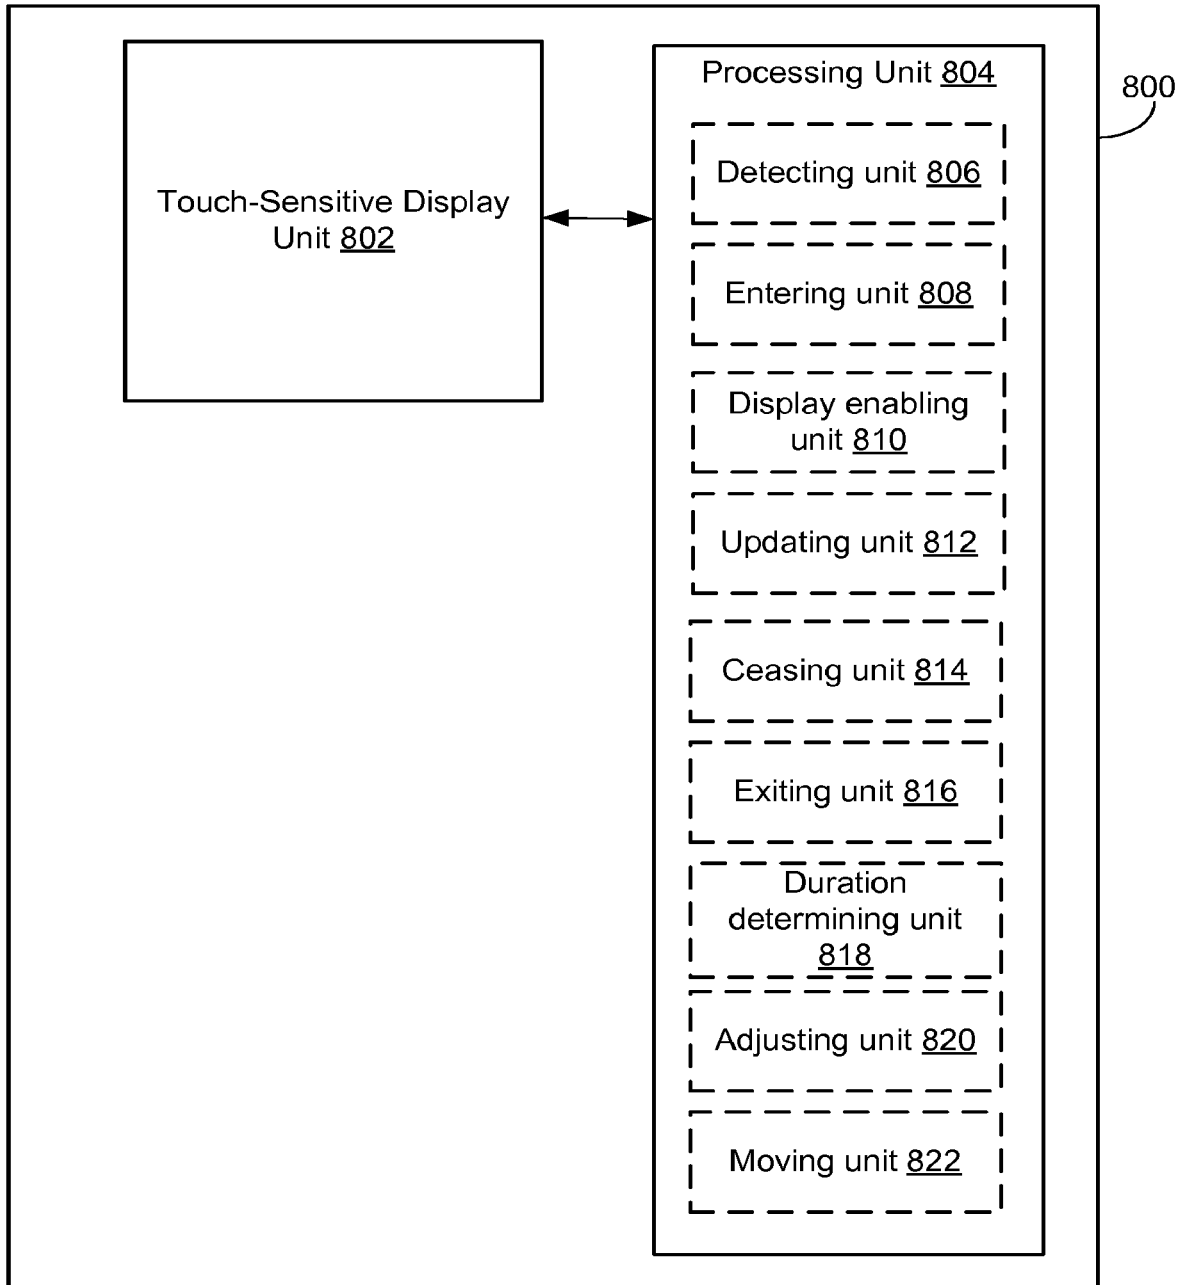 Processing Unit 804
800
Touch-Sensitive Display
Unit 802
Detecting unit 806
Entering unit 808
Display enabling
unit 810
Updating unit 812
Ceasing unit 814
Exiting unit 816
Duration
determining unit
818
Adjusting unit 820
Moving unit 822